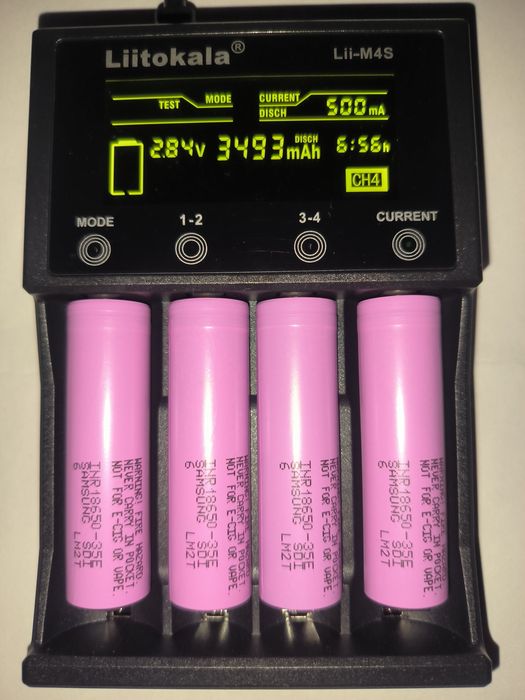 Liitokala® Lii-M4S
TEST MODE CURRENT DISCH 500mA
2.84V 3493mAh DISCH 6:56h
CH4
MODE 1-2 3-4 CURRENT
WARNING FIRE HAZARD
NEVER CARRY IN POCKET.
NOT FOR E-CIG OR VAPE.
INR18650-35E
SAMSUNG SDI
6 LM2T
NEVER CARRY IN POCKET.
NOT FOR E-CIG OR VAPE.
INR18650-35E
SAMSUNG SDI
6 LM2T
NEVER CARRY IN POCKET.
NOT FOR E-CIG OR VAPE.
INR18650-35E
SAMSUNG SDI
6 LM2T
NEVER CARRY IN POCKET.
NOT FOR E-CIG OR VAPE.
INR18650-35E
SAMSUNG SDI
6 LM2T